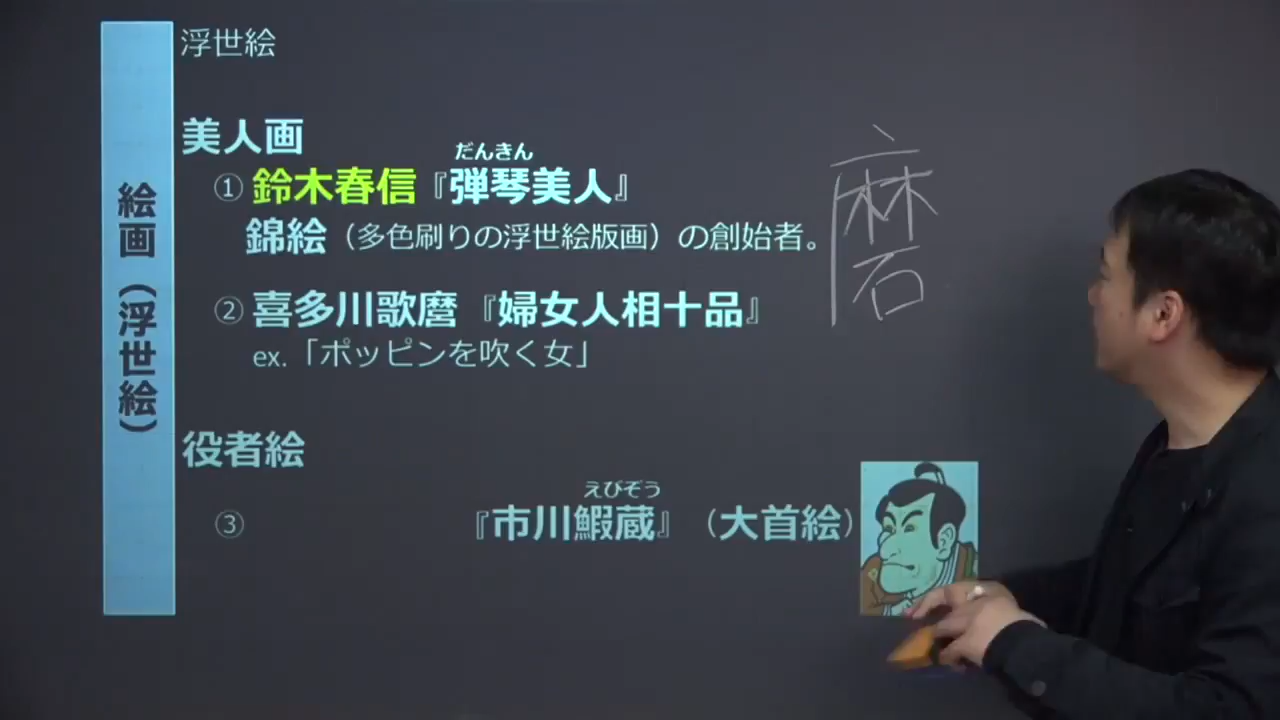 絵画（浮世絵）
浮世絵
美人画
だんきん
① 鈴木春信『弾琴美人』
錦絵（多色刷りの浮世絵版画）の創始者。
② 喜多川歌麿『婦女人相十品』
ex.「ポッピンを吹く女」
役者絵
えびぞう
③ 『市川鰕蔵』（大首絵）
磨